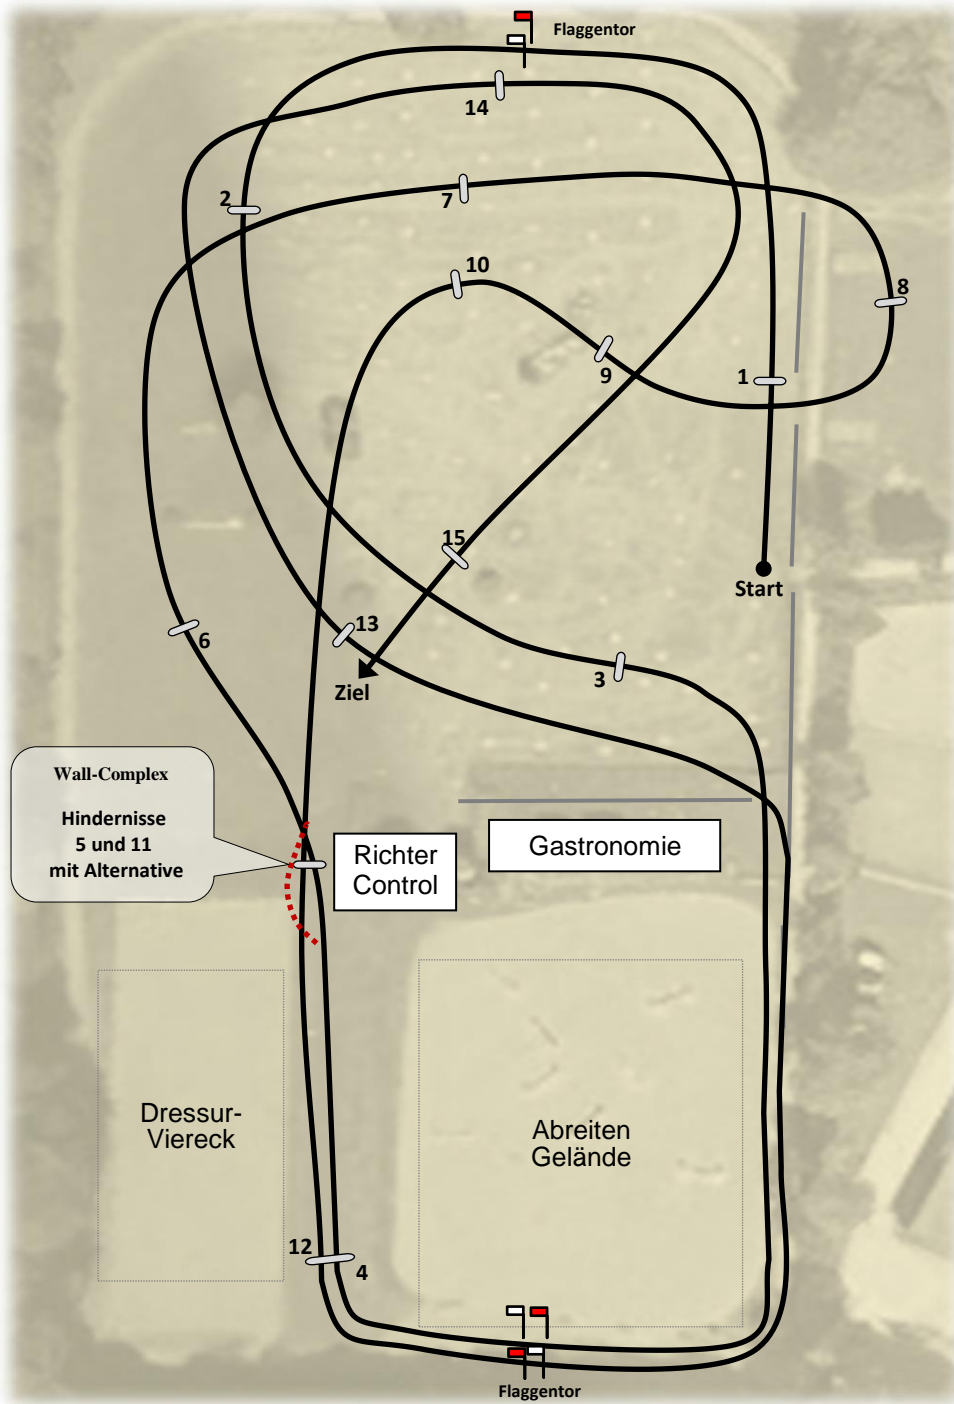 Flaggentor
14
2
7
10
8
9
1
15
Start
13
6
3
Ziel
Wall-Complex
Hindernisse
5 und 11
mit Alternative
Richter
Control
Gastronomie
Dressur-
Viereck
Abreiten
Gelände
12
4
Flaggentor